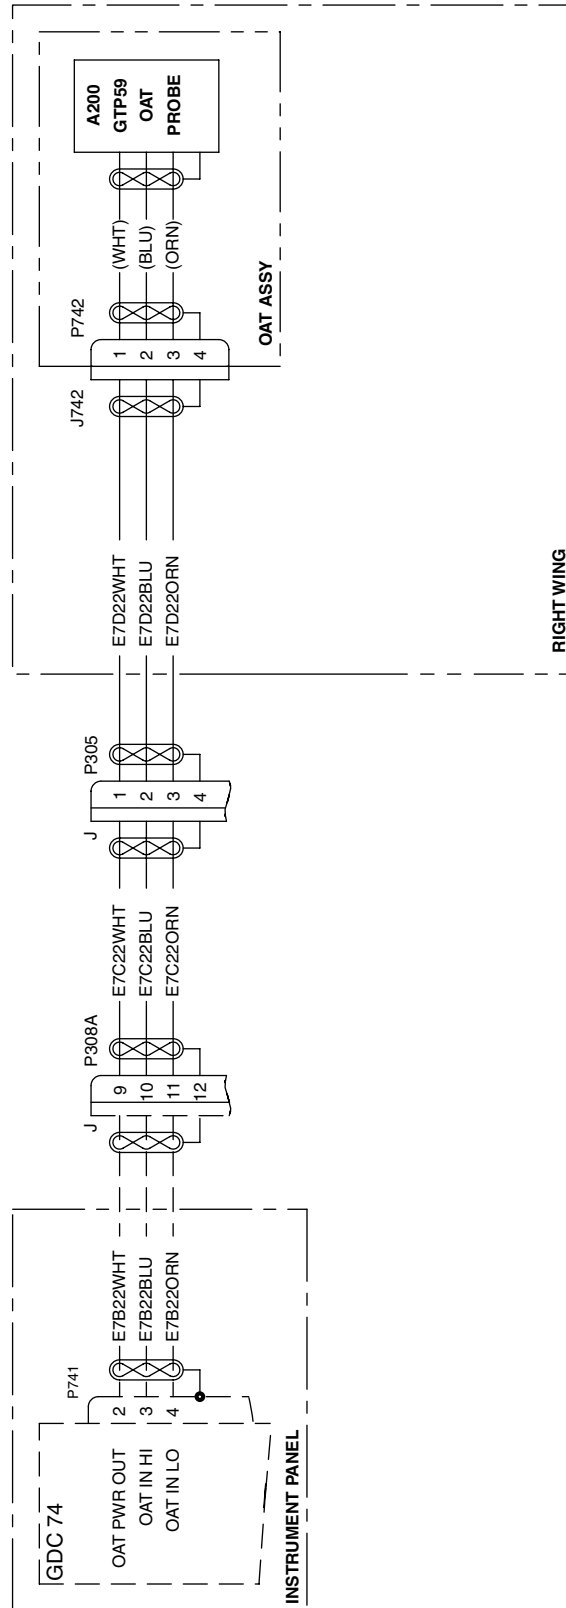 A200
GTP59
OAT
PROBE
(WHT)
(BLU)
(ORN)
P742
1
2
3
4
OAT ASSY
J742
E7D22WHT
E7D22BLU
E7D22ORN
RIGHT WING
P305
1
2
3
4
J
E7C22WHT
E7C22BLU
E7C22ORN
P308A
9
10
11
12
J
E7B22WHT
E7B22BLU
E7B22ORN
P741
2
3
4
OAT PWR OUT
OAT IN HI
OAT IN LO
GDC 74
INSTRUMENT PANEL